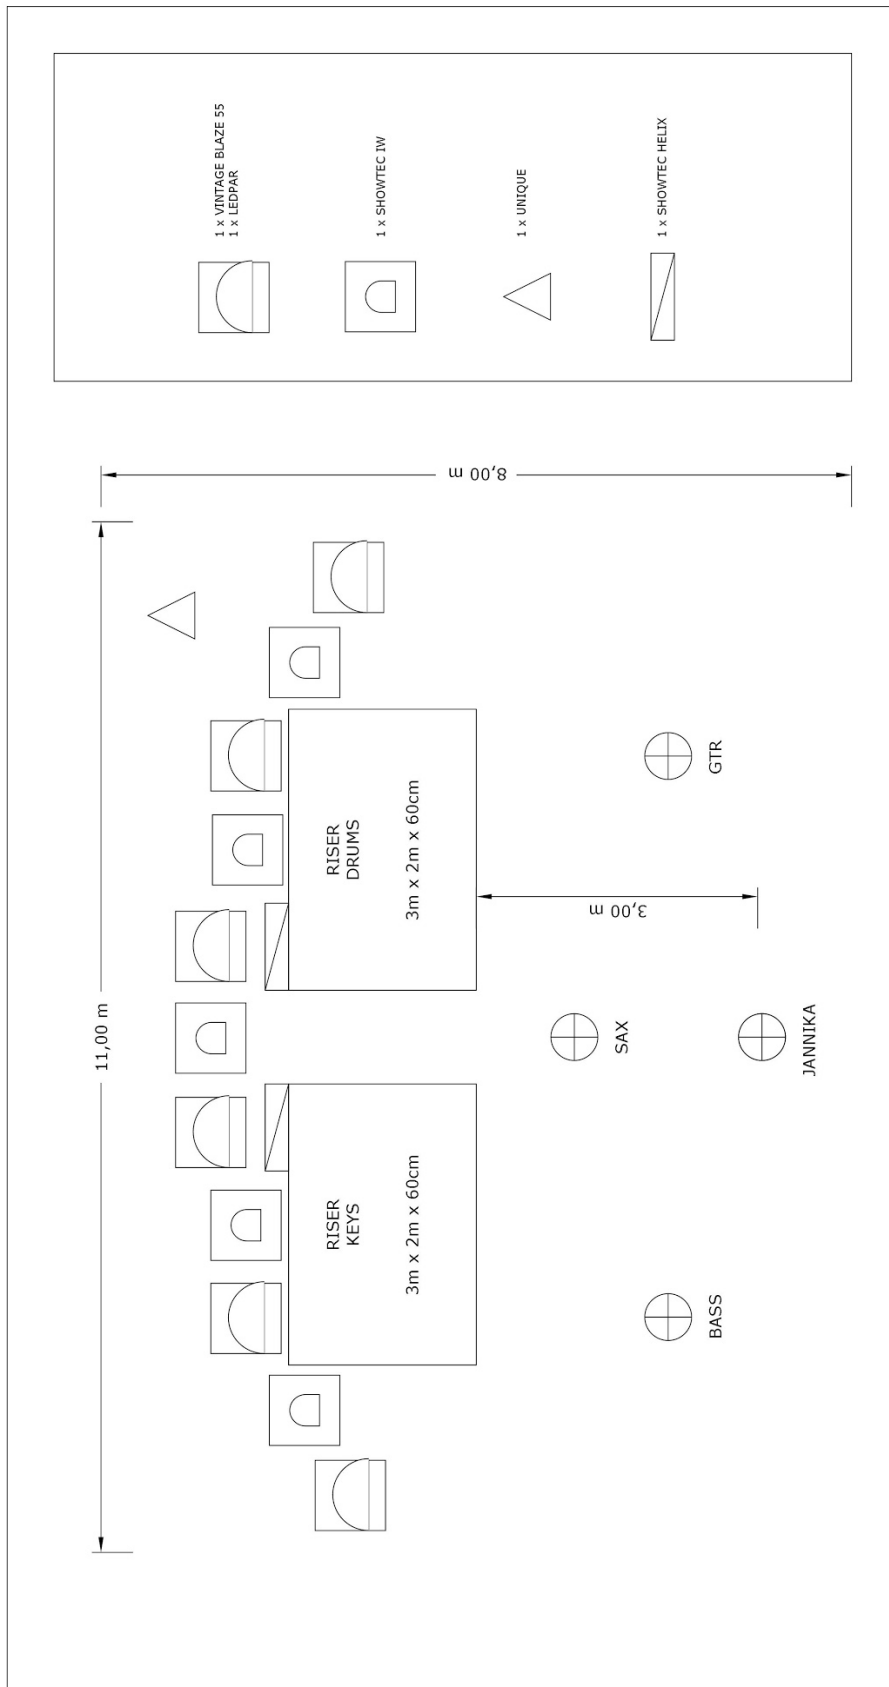 11,00 m
RISER
KEYS
3m x 2m x 60cm
RISER
DRUMS
3m x 2m x 60cm
8,00 m
3,00 m
BASS
SAX
JANNIKA
GTR
1 x VINTAGE BLAZE 55
1 x LEDPAR
1 x SHOWTEC IW
1 x UNIQUE
1 x SHOWTEC HELIX